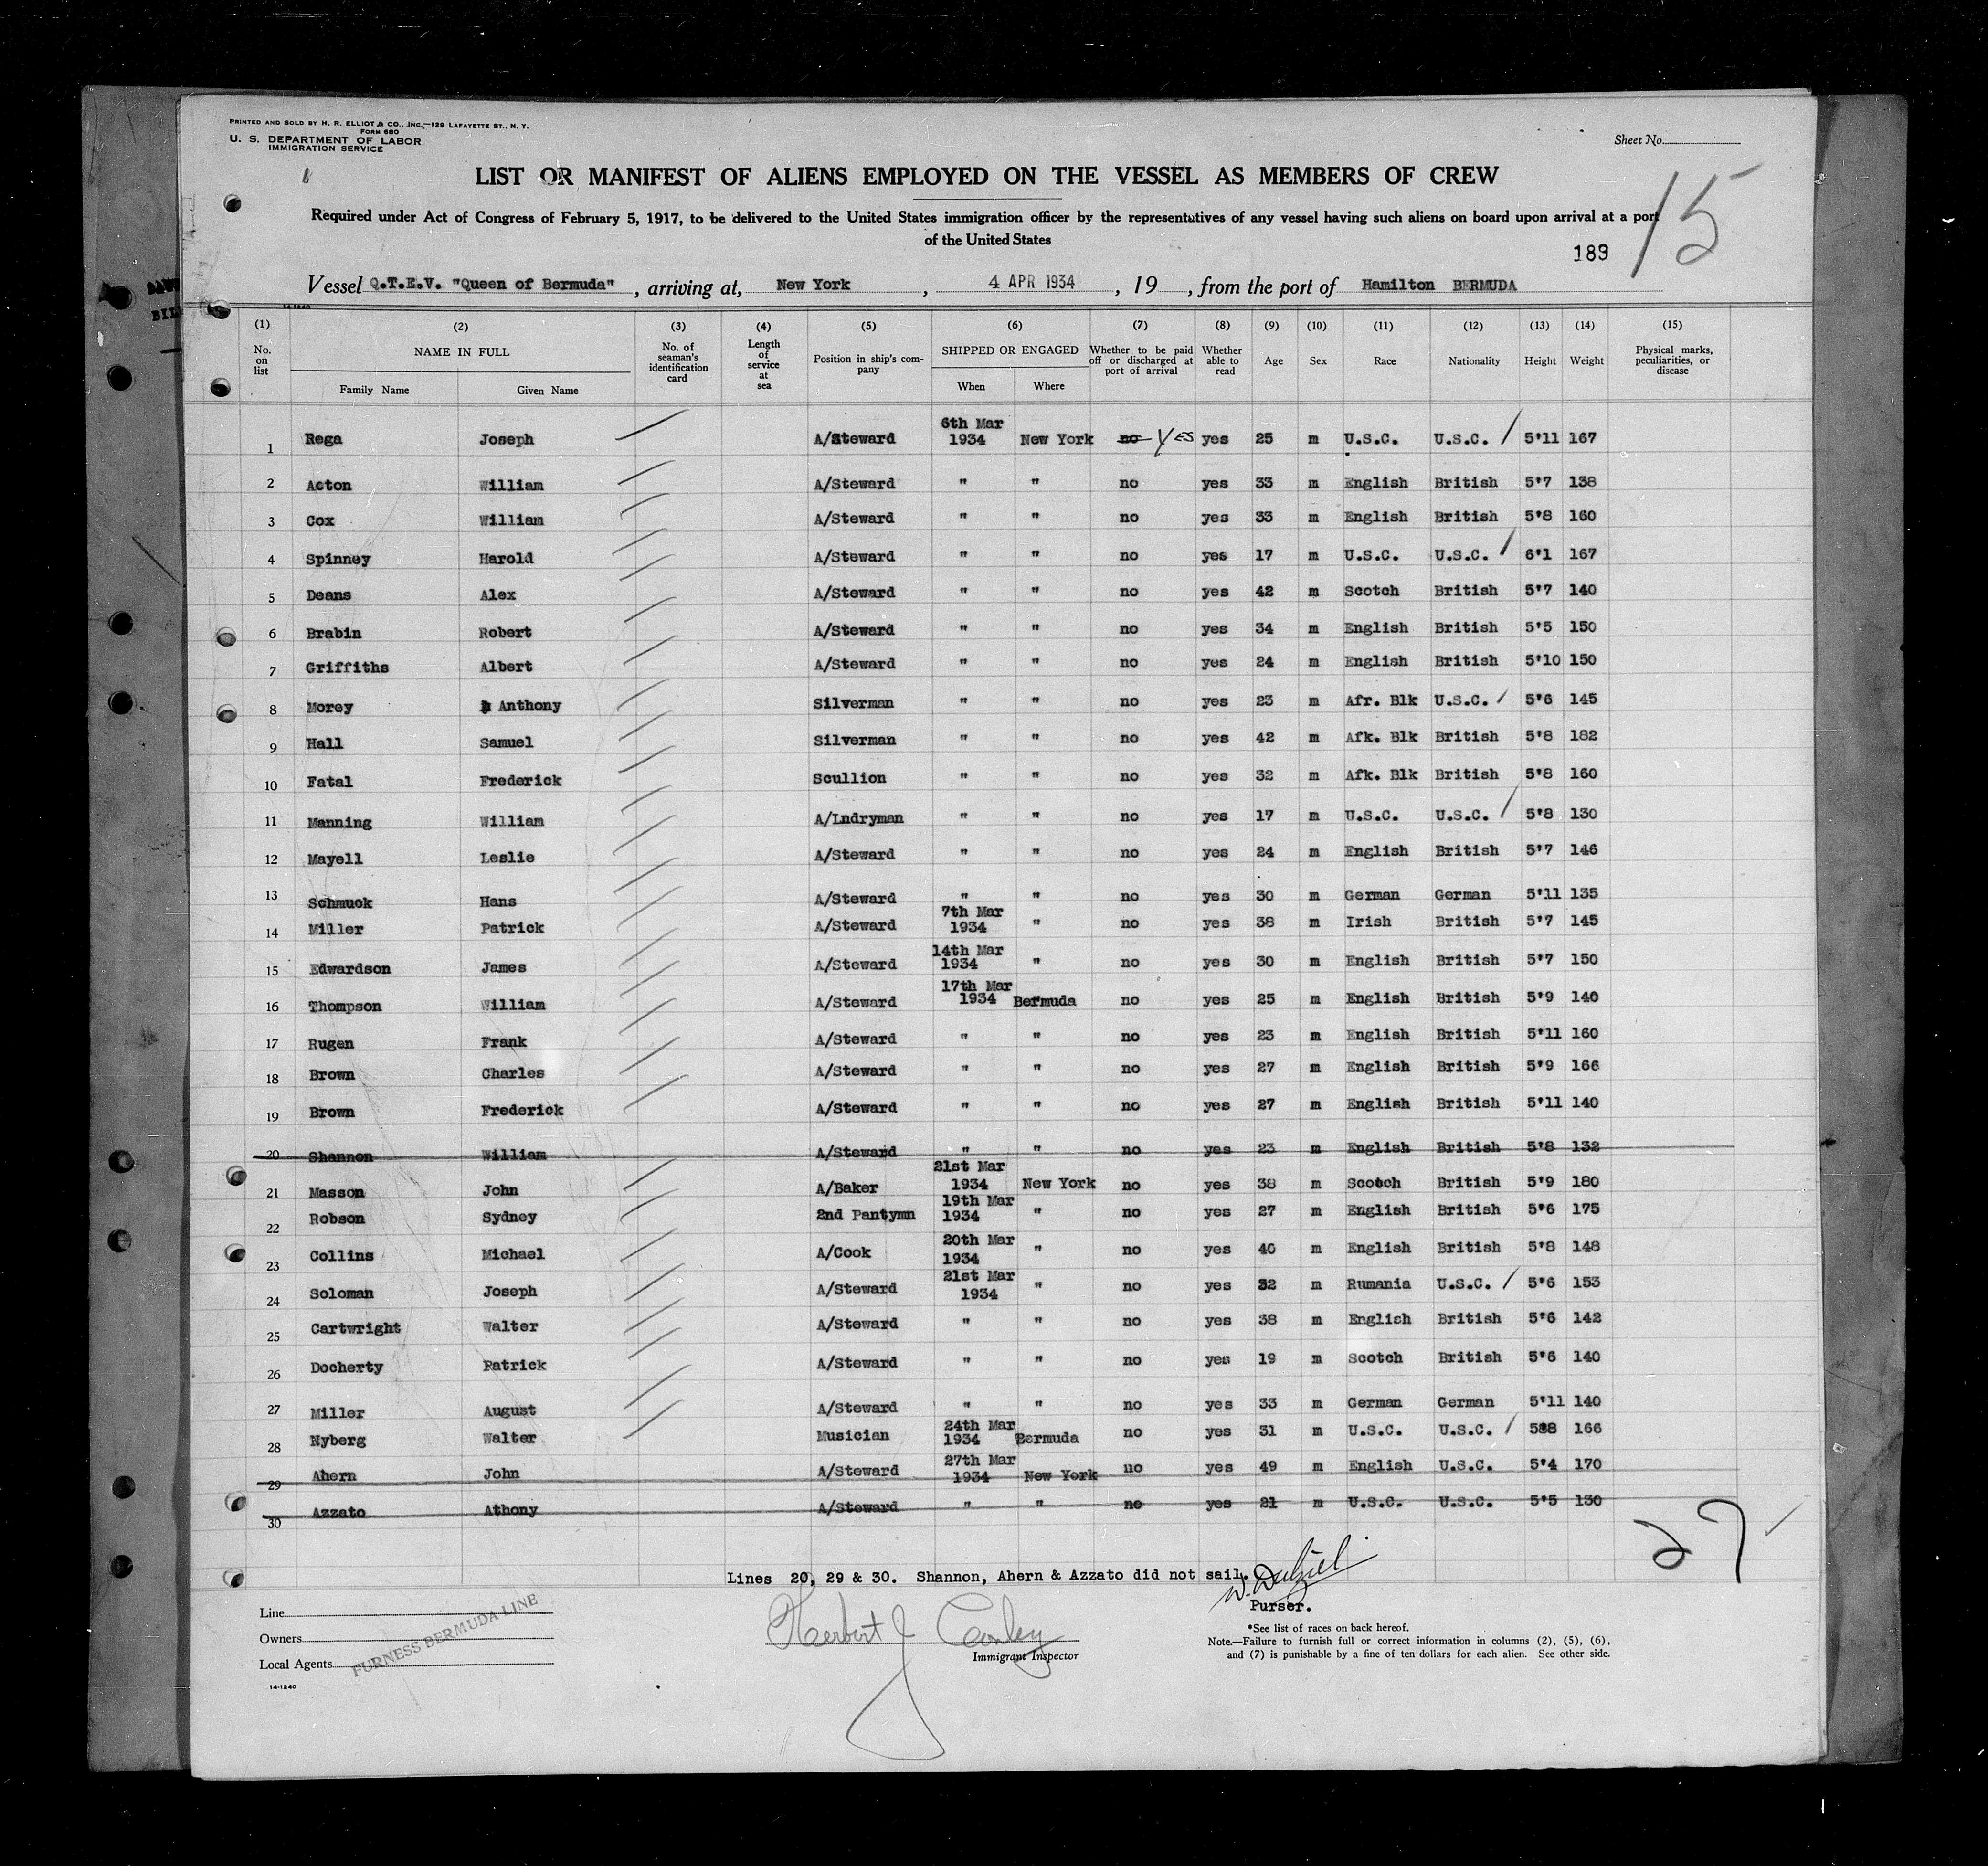 PRINTED AND SOLD BY H. R. ELLIOT & CO., INC.,—129 LAFAYETTE ST., N. Y.
FORM 680
U. S. DEPARTMENT OF LABOR
IMMIGRATION SERVICE
Sheet No.
LIST OR MANIFEST OF ALIENS EMPLOYED ON THE VESSEL AS MEMBERS OF CREW
15
Required under Act of Congress of February 5, 1917, to be delivered to the United States immigration officer by the representatives of any vessel having such aliens on board upon arrival at a port
of the United States
189
Vessel Q.T.E.V. "Queen of Bermuda" , arriving at, New York , 4 APR 1934 , 19 , from the port of Hamilton BERMUDA
14-1240
(1) (2) (3) (4) (5) (6) (7) (8) (9) (10) (11) (12) (13) (14) (15)
No. on list NAME IN FULL Family Name Given Name No. of seaman's identification card Length of service at sea Position in ship's company SHIPPED OR ENGAGED When Where Whether to be paid off or discharged at port of arrival Whether able to read Age Sex Race Nationality Height Weight Physical marks, peculiarities, or disease
1 Rega Joseph A/Steward 6th Mar 1934 New York no YES yes 25 m U.S.C. U.S.C. 5'11 167
2 Acton William A/Steward " " no yes 33 m English British 5'7 138
3 Cox William A/Steward " " no yes 33 m English British 5'8 160
4 Spinney Harold A/Steward " " no yes 17 m U.S.C. U.S.C. 6'1 167
5 Deans Alex A/Steward " " no yes 42 m Scotch British 5'7 140
6 Brabin Robert A/Steward " " no yes 34 m English British 5'5 150
7 Griffiths Albert A/Steward " " no yes 24 m English British 5'10 150
8 Morey Anthony Silverman " " no yes 23 m Afr. Blk U.S.C. 5'6 145
9 Hall Samuel Silverman " " no yes 42 m Afk. Blk British 5'8 182
10 Fatal Frederick Scullion " " no yes 32 m Afk. Blk British 5'8 160
11 Manning William A/Lndryman " " no yes 17 m U.S.C. U.S.C. 5'8 130
12 Mayell Leslie A/Steward " " no yes 24 m English British 5'7 146
13 Schmuck Hans A/Steward " " no yes 30 m German German 5'11 135
14 Miller Patrick A/Steward 7th Mar 1934 " no yes 38 m Irish British 5'7 145
15 Edwardson James A/Steward 14th Mar 1934 " no yes 30 m English British 5'7 150
16 Thompson William A/Steward 17th Mar 1934 Bermuda no yes 25 m English British 5'9 140
17 Rugen Frank A/Steward " " no yes 23 m English British 5'11 160
18 Brown Charles A/Steward " " no yes 27 m English British 5'9 166
19 Brown Frederick A/Steward " " no yes 27 m English British 5'11 140
20 Shannon William A/Steward " " no yes 23 m English British 5'8 132
21 Masson John A/Baker 21st Mar 1934 New York no yes 38 m Scotch British 5'9 180
22 Robson Sydney 2nd Pantymn 19th Mar 1934 " no yes 27 m English British 5'6 175
23 Collins Michael A/Cook 20th Mar 1934 " no yes 40 m English British 5'8 148
24 Soloman Joseph A/Steward 21st Mar 1934 " no yes 32 m Rumania U.S.C. 5'6 153
25 Cartwright Walter A/Steward " " no yes 38 m English British 5'6 142
26 Docherty Patrick A/Steward " " no yes 19 m Scotch British 5'6 140
27 Miller August A/Steward " " no yes 33 m German German 5'11 140
28 Nyberg Walter Musician 24th Mar 1934 Bermuda no yes 31 m U.S.C. U.S.C. 588 166
29 Ahern John A/Steward 27th Mar 1934 New York no yes 49 m English U.S.C. 5'4 170
30 Azzato Athony A/Steward " " no yes 21 m U.S.C. U.S.C. 5'5 130
27
Lines 20, 29 & 30. Shannon, Ahern & Azzato did not sail.
W. Dalziel
Purser.
Line
Owners
Local Agents
FURNESS BERMUDA LINE
Herbert J Conley
Immigrant Inspector
*See list of races on back hereof.
Note.—Failure to furnish full or correct information in columns (2), (5), (6),
and (7) is punishable by a fine of ten dollars for each alien. See other side.
14-1240